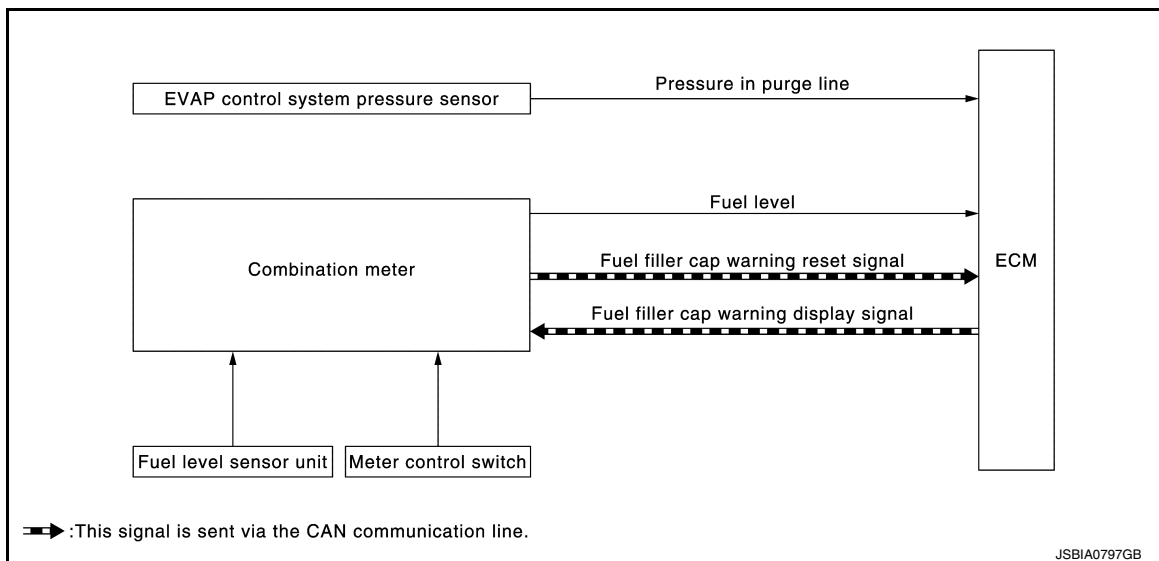 EVAP control system pressure sensor
Pressure in purge line
Combination meter
Fuel level
Fuel filler cap warning reset signal
Fuel filler cap warning display signal
ECM
Fuel level sensor unit
Meter control switch
:This signal is sent via the CAN communication line.
JSBIA0797GB